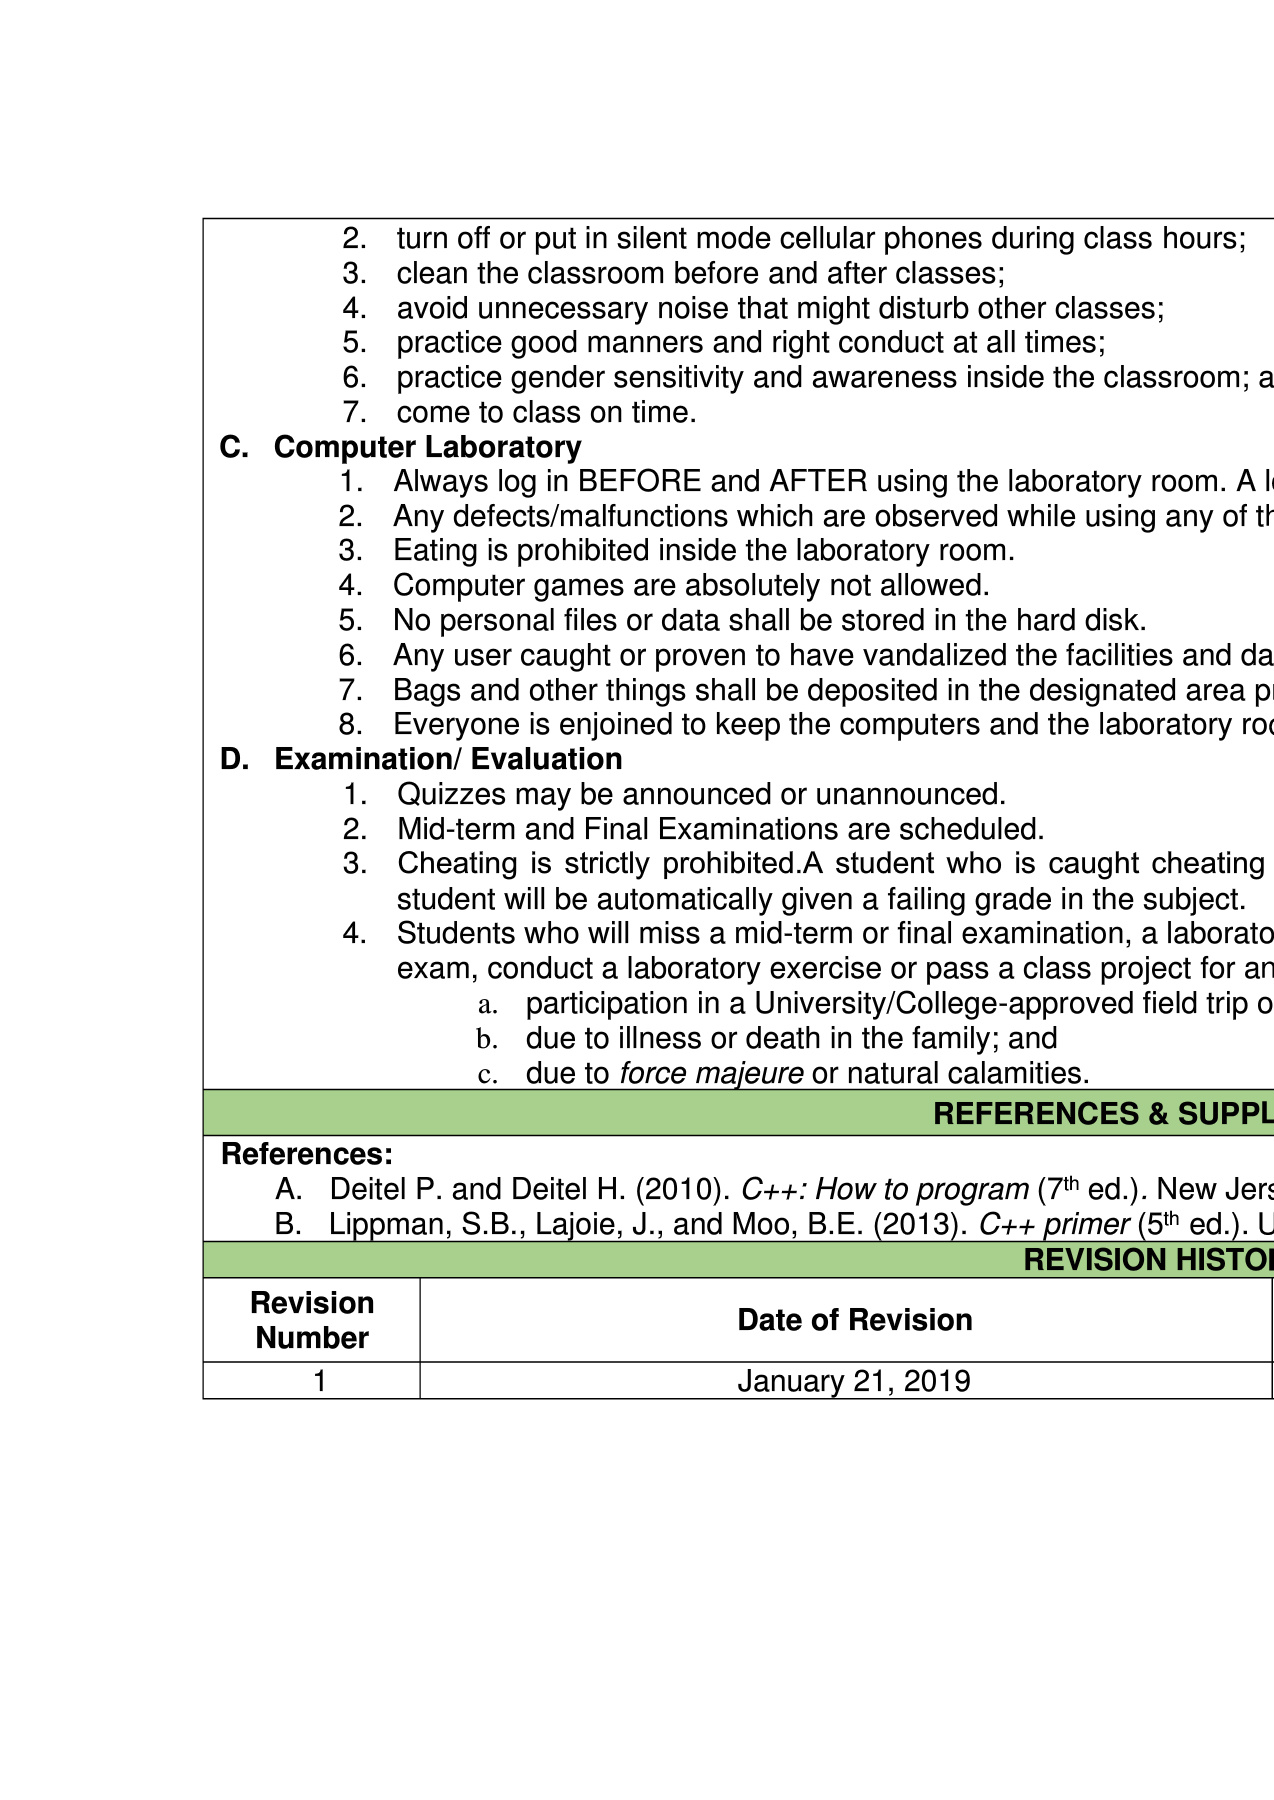 2. turn off or put in silent mode cellular phones during class hours;
3. clean the classroom before and after classes;
4. avoid unnecessary noise that might disturb other classes;
5. practice good manners and right conduct at all times;
6. practice gender sensitivity and awareness inside the classroom;
7. come to class on time.
C. Computer Laboratory
1. Always log in BEFORE and AFTER using the laboratory room. A
2. Any defects/malfunctions which are observed while using any of
3. Eating is prohibited inside the laboratory room.
4. Computer games are absolutely not allowed.
5. No personal files or data shall be stored in the hard disk.
6. Any user caught or proven to have vandalized the facilities and
7. Bags and other things shall be deposited in the designated area
8. Everyone is enjoined to keep the computers and the laboratory
D. Examination/ Evaluation
1. Quizzes may be announced or unannounced.
2. Mid-term and Final Examinations are scheduled.
3. Cheating is strictly prohibited.A student who is caught cheating
student will be automatically given a failing grade in the subject.
4. Students who will miss a mid-term or final examination, a
exam, conduct a laboratory exercise or pass a class project for
a. participation in a University/College-approved field trip
b. due to illness or death in the family; and
c. due to force majeure or natural calamities.
REFERENCES &
References:
A. Deitel P. and Deitel H. (2010). C++: How to program (7th ed.). New
B. Lippman, S.B., Lajoie, J., and Moo, B.E. (2013). C++ primer (5th ed.).
REVISION
Revision
Number
Date of Revision
1
January 21, 2019